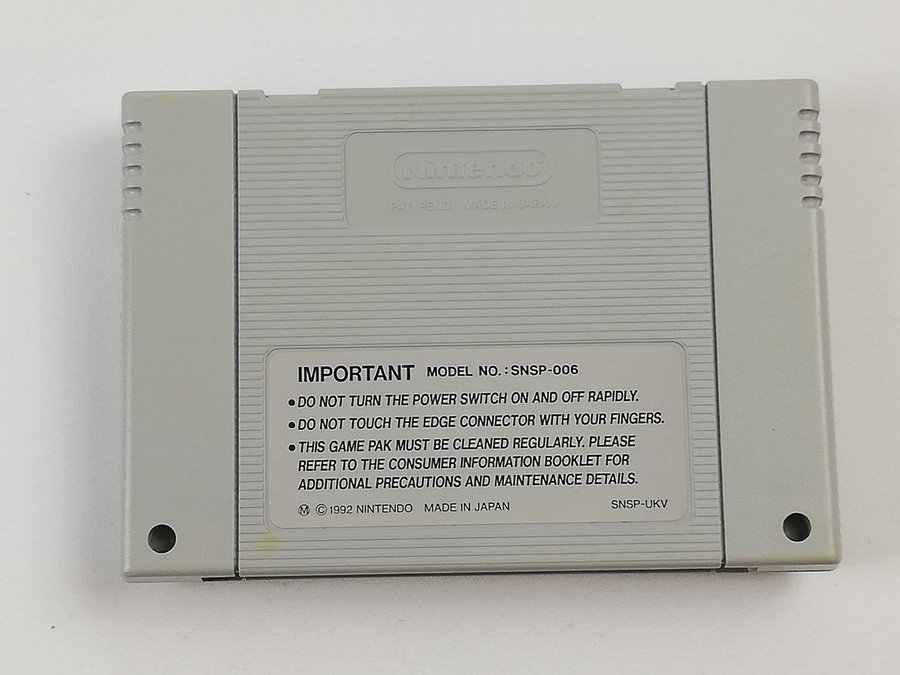 Nintendo
PAT. PEND. MADE IN JAPAN
IMPORTANT MODEL NO.: SNSP-006
• DO NOT TURN THE POWER SWITCH ON AND OFF RAPIDLY.
• DO NOT TOUCH THE EDGE CONNECTOR WITH YOUR FINGERS.
• THIS GAME PAK MUST BE CLEANED REGULARLY. PLEASE
REFER TO THE CONSUMER INFORMATION BOOKLET FOR
ADDITIONAL PRECAUTIONS AND MAINTENANCE DETAILS.
Ⓜ © 1992 NINTENDO MADE IN JAPAN SNSP-UKV